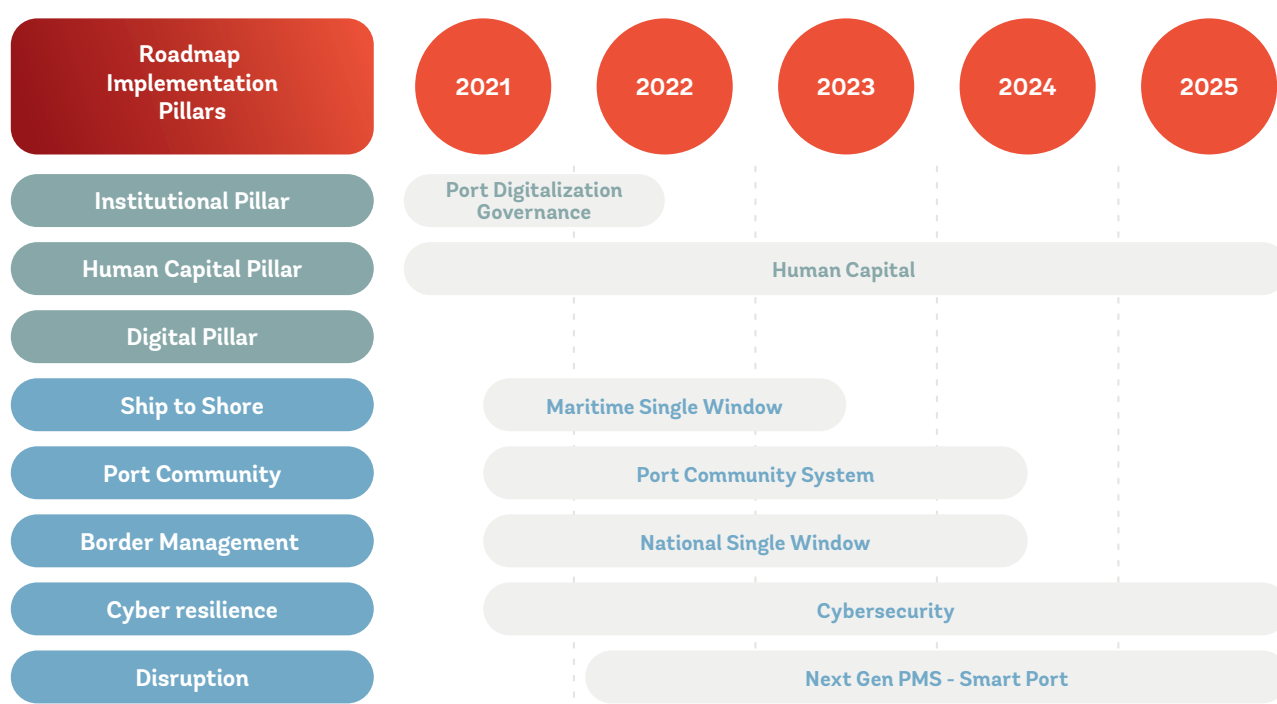 Roadmap
Implementation
Pillars
2021
2022
2023
2024
2025
Institutional Pillar
Port Digitalization
Governance
Human Capital Pillar
Human Capital
Digital Pillar
Ship to Shore
Maritime Single Window
Port Community
Port Community System
Border Management
National Single Window
Cyber resilience
Cybersecurity
Disruption
Next Gen PMS - Smart Port